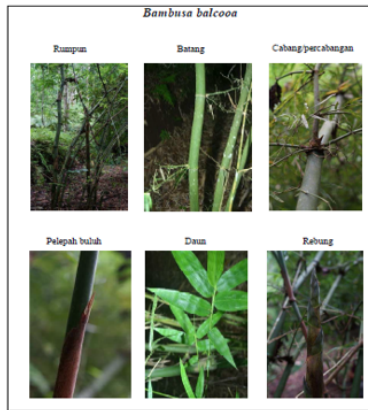 Bambusa balcooa
Rumpun
Batang
Cabang/percabangan
Pelepah buluh
Daun
Rebung